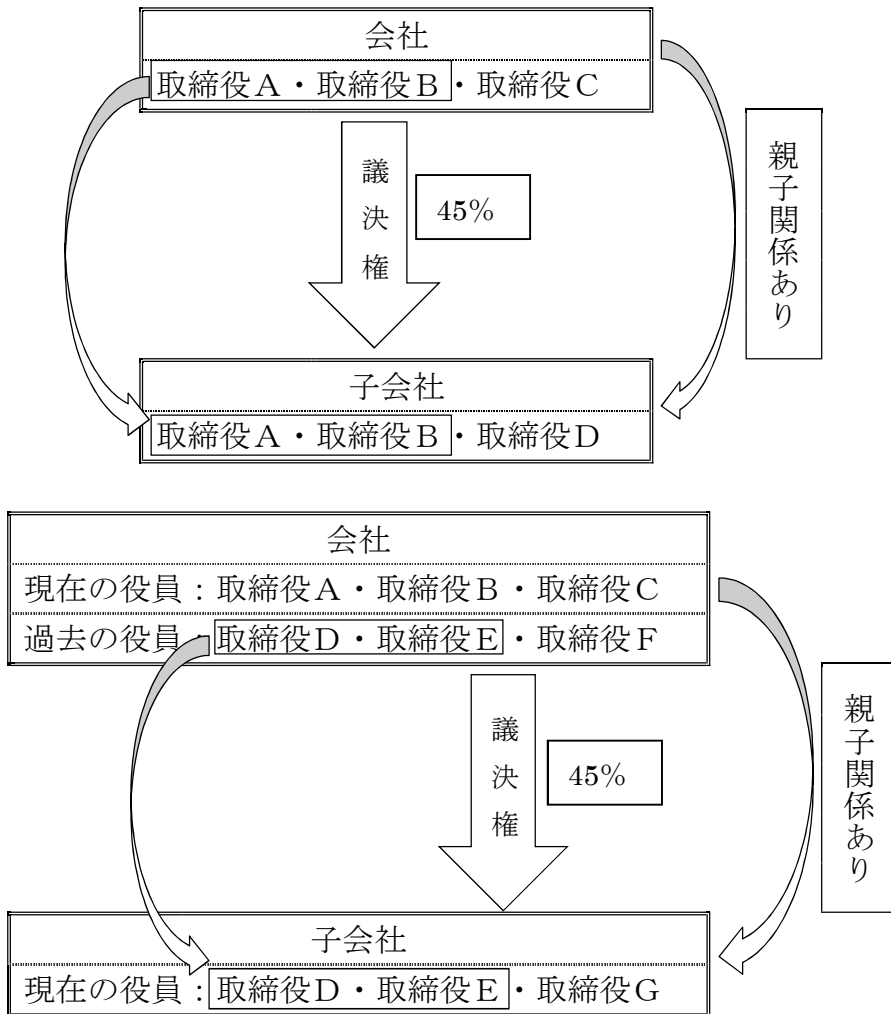 会社
取締役A・取締役B・取締役C
議決権
45%
親子関係あり
子会社
取締役A・取締役B・取締役D
会社
現在の役員：取締役A・取締役B・取締役C
過去の役員：取締役D・取締役E・取締役F
議決権
45%
親子関係あり
子会社
現在の役員：取締役D・取締役E・取締役G